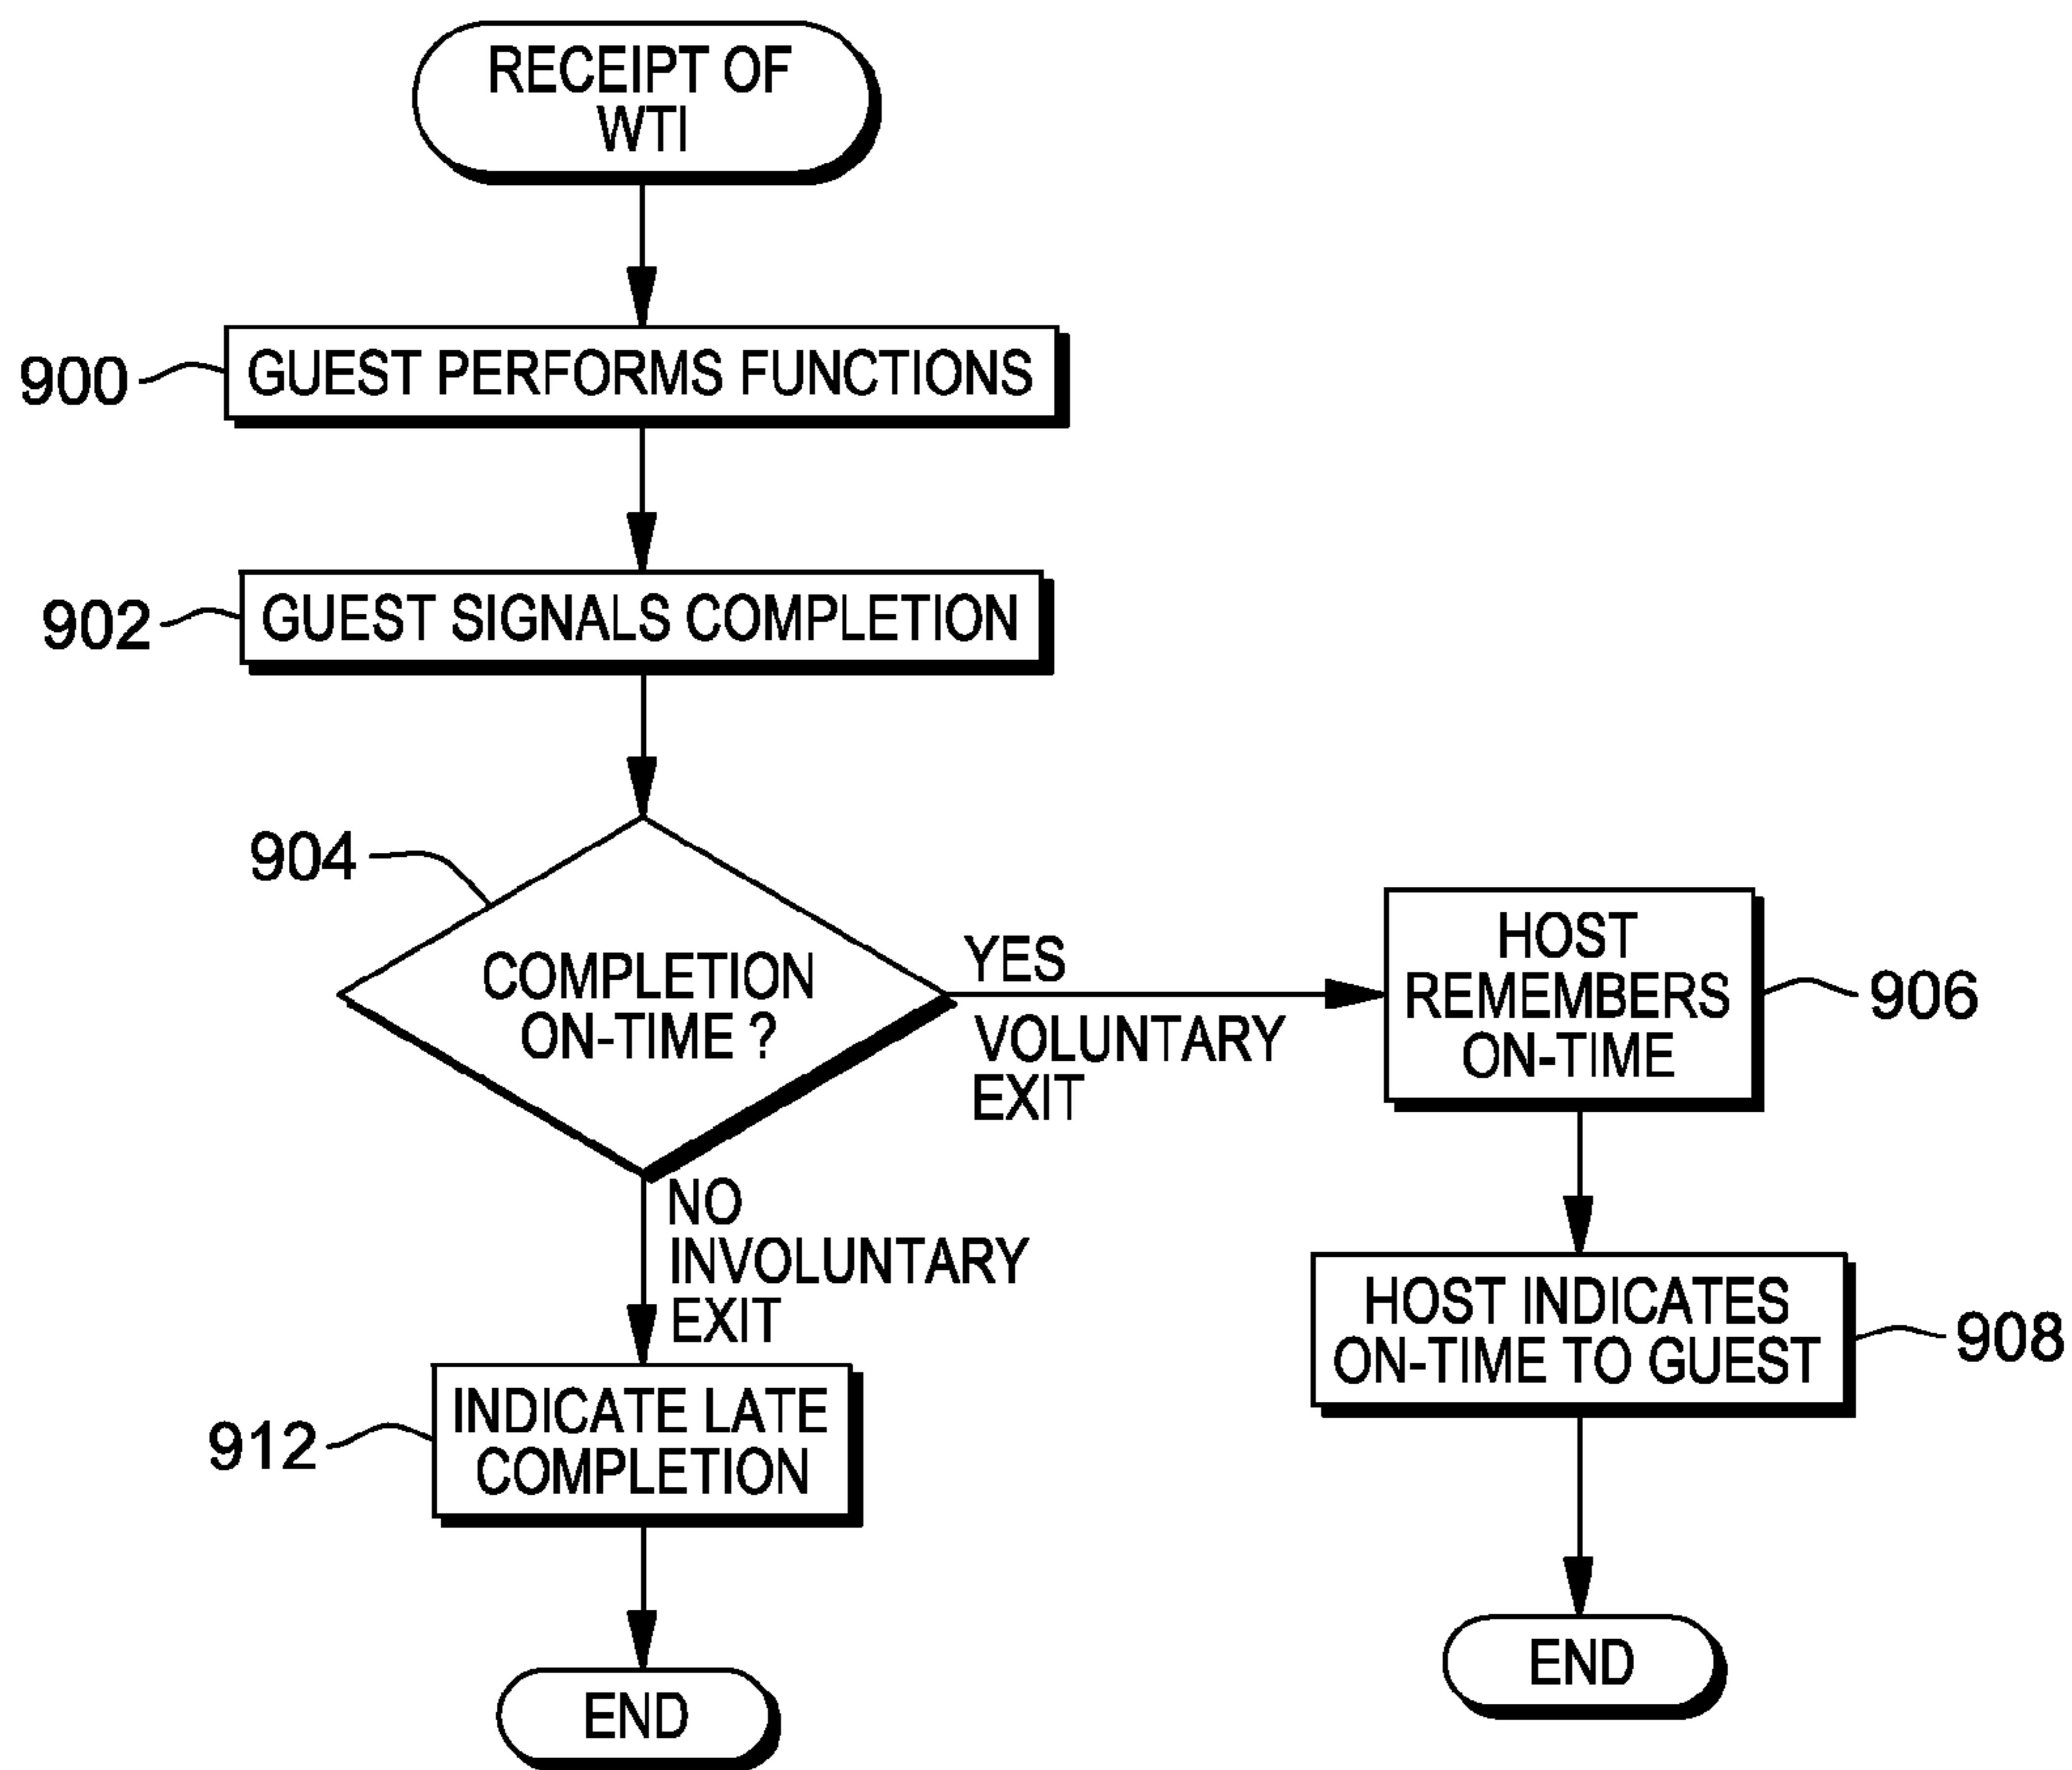 RECEIPT OF
WTI
900
GUEST PERFORMS FUNCTIONS
902
GUEST SIGNALS COMPLETION
904
COMPLETION
ON-TIME ?
YES
VOLUNTARY
EXIT
HOST
REMEMBERS
ON-TIME
906
NO
INVOLUNTARY
EXIT
HOST INDICATES
ON-TIME TO GUEST
908
912
INDICATE LATE
COMPLETION
END
END